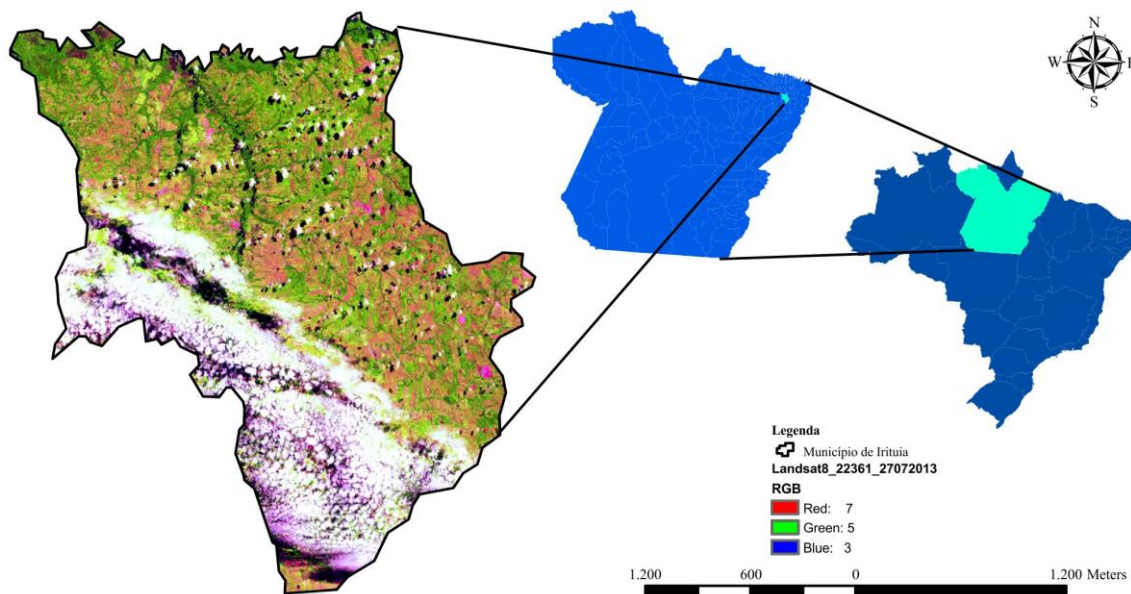 N
W
E
S
Legenda
Município de Irituia
Landsat8_22361_27072013
RGB
Red: 7
Green: 5
Blue: 3
1.200 600 0 1.200 Meters